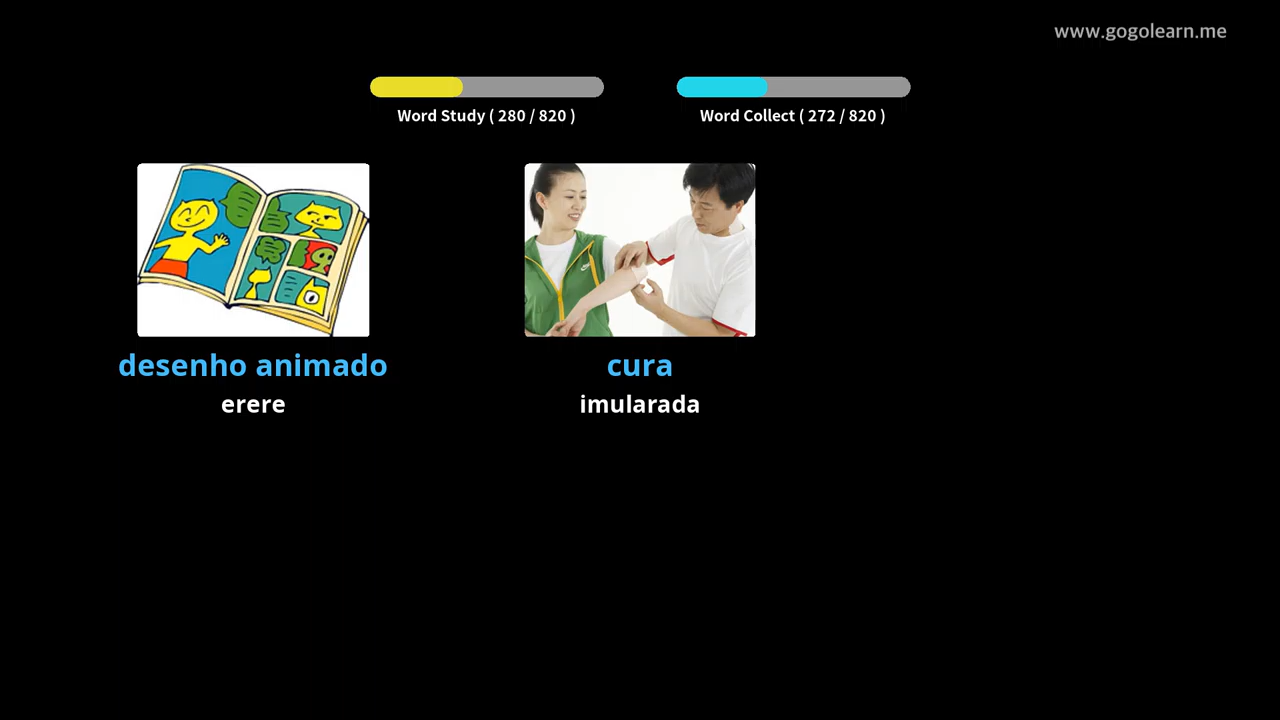 www.gogolearn.me
Word Study ( 280 / 820 )
Word Collect ( 272 / 820 )
desenho animado
erere
cura
imularada